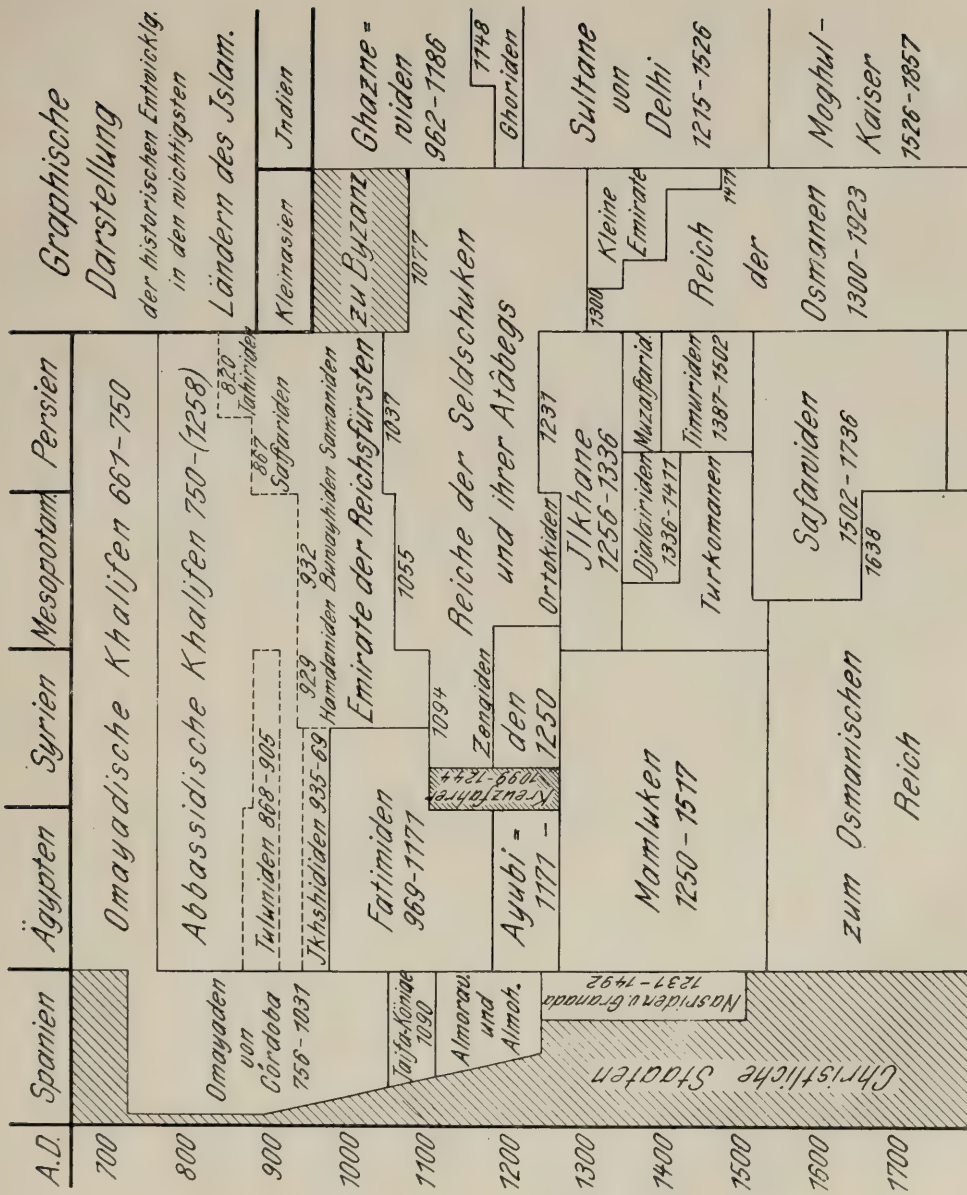 Graphische
Darstellung
der historischen Entwicklg.
in den wichtigsten
Ländern des Islam.
A.D.
Spanien
Ägypten
Syrien
Mesopotam.
Persien
Kleinasien
Indien
700
800
900
1000
1100
1200
1300
1400
1500
1600
1700
Omayadische Khalifen 661-750
Abbassidische Khalifen 750-(1258)
Omayaden
von
Córdoba
756-1031
Tuluniden 868-905
820
Tahiriden
867
Saffariden
929
932
Jkhshididen 935-69
Hamdaniden Buwayhiden Samaniden
Emirate der Reichsfürsten
zu Byzanz
Ghazne=
niden
962-1186
Fatimiden
969-1171
1094
1055
1037
1077
Taifa-Könige
1090
Kreuzfahrer
1099-1244
Reiche der Seldschuken
und ihrer Atâbegs
1148
Ghoriden
Almorav.
und
Almoh.
Ayubi=
1171 -
Zengiden
den
1250
Ortokiden
1231
Sultane
von
Delhi
1215-1526
Nasriden v. Granada
1231-1492
Mamluken
1250-1517
Jlkhane
1256-1336
1300
Kleine
Emirate
Djalairiden
1336-1411
Muzaffarid.
Timuriden
1387-1502
Turkomanen
1471
Reich
der
Osmanen
1300-1923
Christliche Staaten
zum Osmanischen
Reich
Safawiden
1502-1736
1638
Moghul-
Kaiser
1526-1857